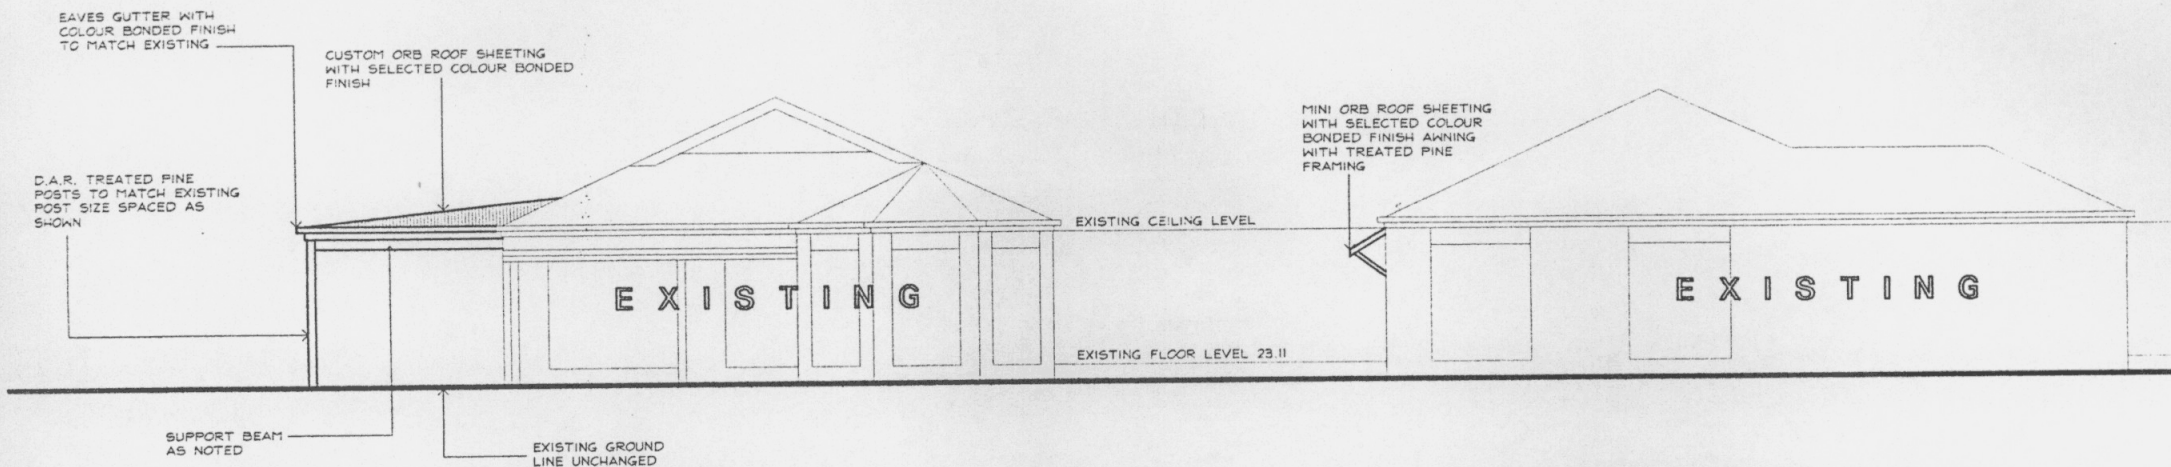 EAVES GUTTER WITH
COLOUR BONDED FINISH
TO MATCH EXISTING
CUSTOM ORB ROOF SHEETING
WITH SELECTED COLOUR BONDED
FINISH
D.A.R. TREATED PINE
POSTS TO MATCH EXISTING
POST SIZE SPACED AS
SHOWN
SUPPORT BEAM
AS NOTED
EXISTING GROUND
LINE UNCHANGED
EXISTING
EXISTING CEILING LEVEL
EXISTING FLOOR LEVEL 23.11
MINI ORB ROOF SHEETING
WITH SELECTED COLOUR
BONDED FINISH AWNING
WITH TREATED PINE
FRAMING
EXISTING